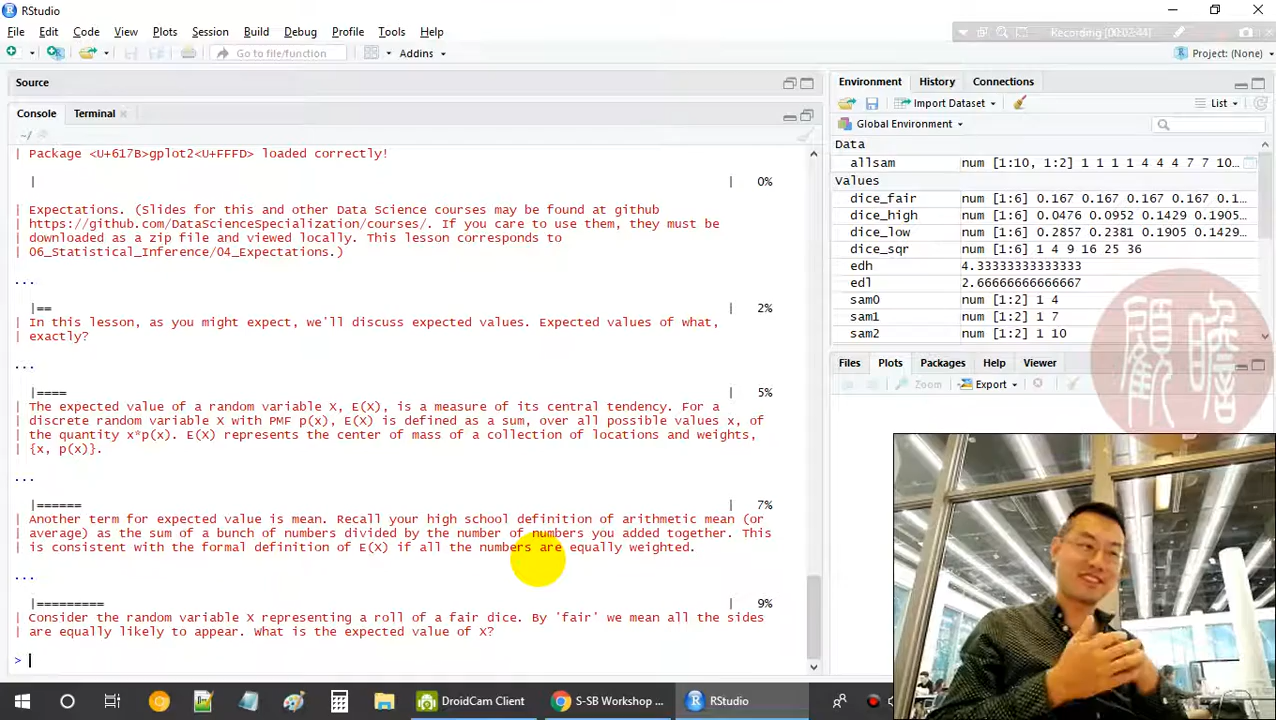 RStudio
File Edit Code View Plots Session Build Debug Profile Tools Help
Recording [00:02:44]
Go to file/function
Addins
Project: (None)
Source
Console Terminal
~/
| Package <U+617B>gplot2<U+FFFD> loaded correctly!
| | 0%
| Expectations. (Slides for this and other Data Science courses may be found at github
| https://github.com/DataScienceSpecialization/courses/. If you care to use them, they must be
| downloaded as a zip file and viewed locally. This lesson corresponds to
| 06_Statistical_Inference/04_Expectations.)
...
|== | 2%
| In this lesson, as you might expect, we'll discuss expected values. Expected values of what,
| exactly?
...
|==== | 5%
| The expected value of a random variable X, E(X), is a measure of its central tendency. For a
| discrete random variable X with PMF p(x), E(X) is defined as a sum, over all possible values x, of
| the quantity x*p(x). E(X) represents the center of mass of a collection of locations and weights,
| {x, p(x)}.
...
|====== | 7%
| Another term for expected value is mean. Recall your high school definition of arithmetic mean (or
| average) as the sum of a bunch of numbers divided by the number of numbers you added together. This
| is consistent with the formal definition of E(X) if all the numbers are equally weighted.
...
|========= | 9%
| Consider the random variable X representing a roll of a fair dice. By 'fair' we mean all the sides
| are equally likely to appear. What is the expected value of X?
>
Environment History Connections
Import Dataset
List
Global Environment
Data
allsam num [1:10, 1:2] 1 1 1 1 4 4 4 7 7 10...
Values
dice_fair num [1:6] 0.167 0.167 0.167 0.167 0.1...
dice_high num [1:6] 0.0476 0.0952 0.1429 0.1905...
dice_low num [1:6] 0.2857 0.2381 0.1905 0.1429...
dice_sqr num [1:6] 1 4 9 16 25 36
edh 4.33333333333333
edl 2.66666666666667
sam0 num [1:2] 1 4
sam1 num [1:2] 1 7
sam2 num [1:2] 1 10
Files Plots Packages Help Viewer
Zoom Export
顧瞻
DroidCam Client
S-SB Workshop ...
RStudio